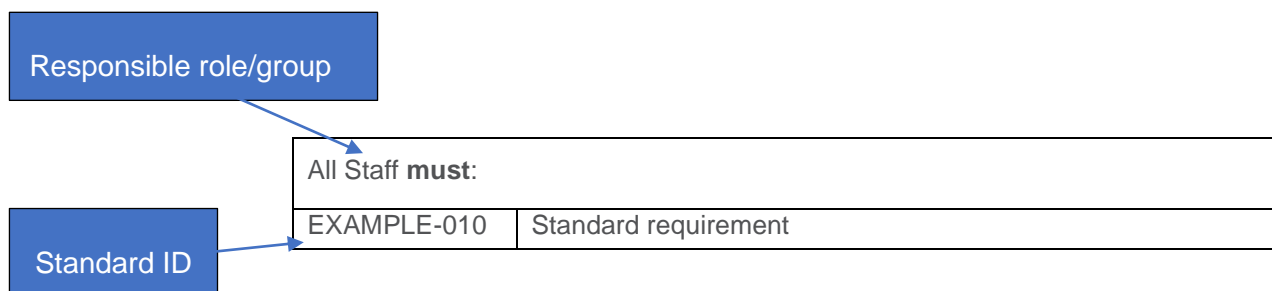 Responsible role/group
All Staff must:
EXAMPLE-010 Standard requirement
Standard ID